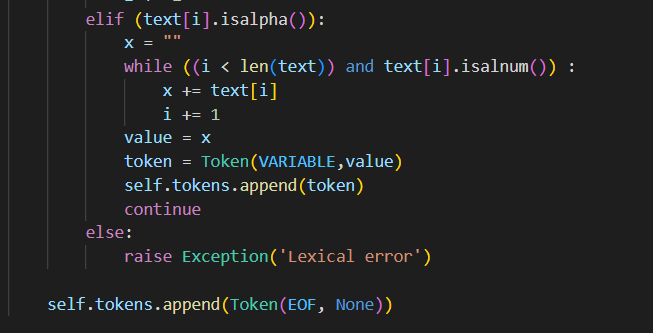 elif (text[i].isalpha()):
x = ""
while ((i < len(text)) and text[i].isalnum()) :
x += text[i]
i += 1
value = x
token = Token(VARIABLE,value)
self.tokens.append(token)
continue
else:
raise Exception('Lexical error')
self.tokens.append(Token(EOF, None))